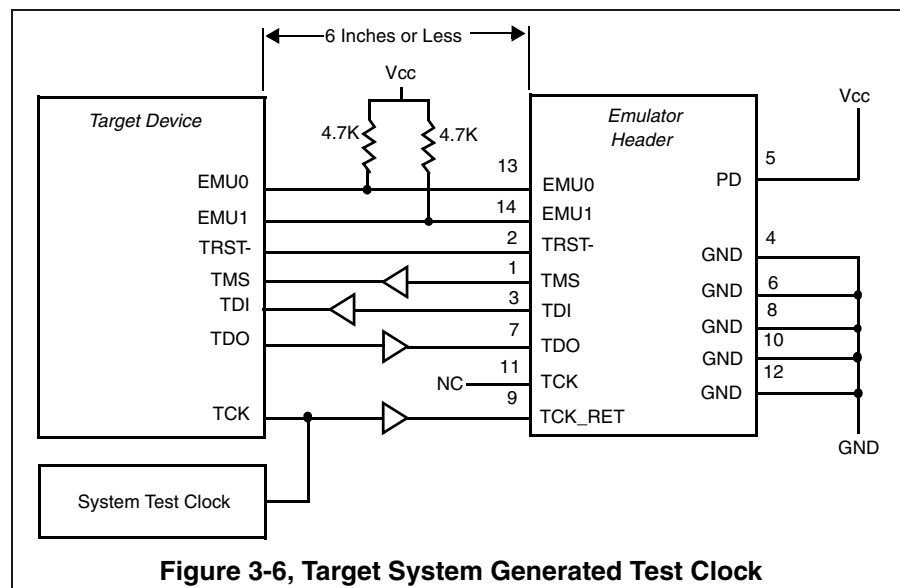 6 Inches or Less
Vcc
Target Device
4.7K
4.7K
Emulator
Header
Vcc
EMU0
13
EMU0
5
PD
EMU1
14
EMU1
TRST-
2
TRST-
4
GND
TMS
1
TMS
6
GND
TDI
3
TDI
8
GND
TDO
7
TDO
10
GND
NC
11
TCK
12
GND
TCK
9
TCK_RET
GND
System Test Clock
Figure 3-6, Target System Generated Test Clock